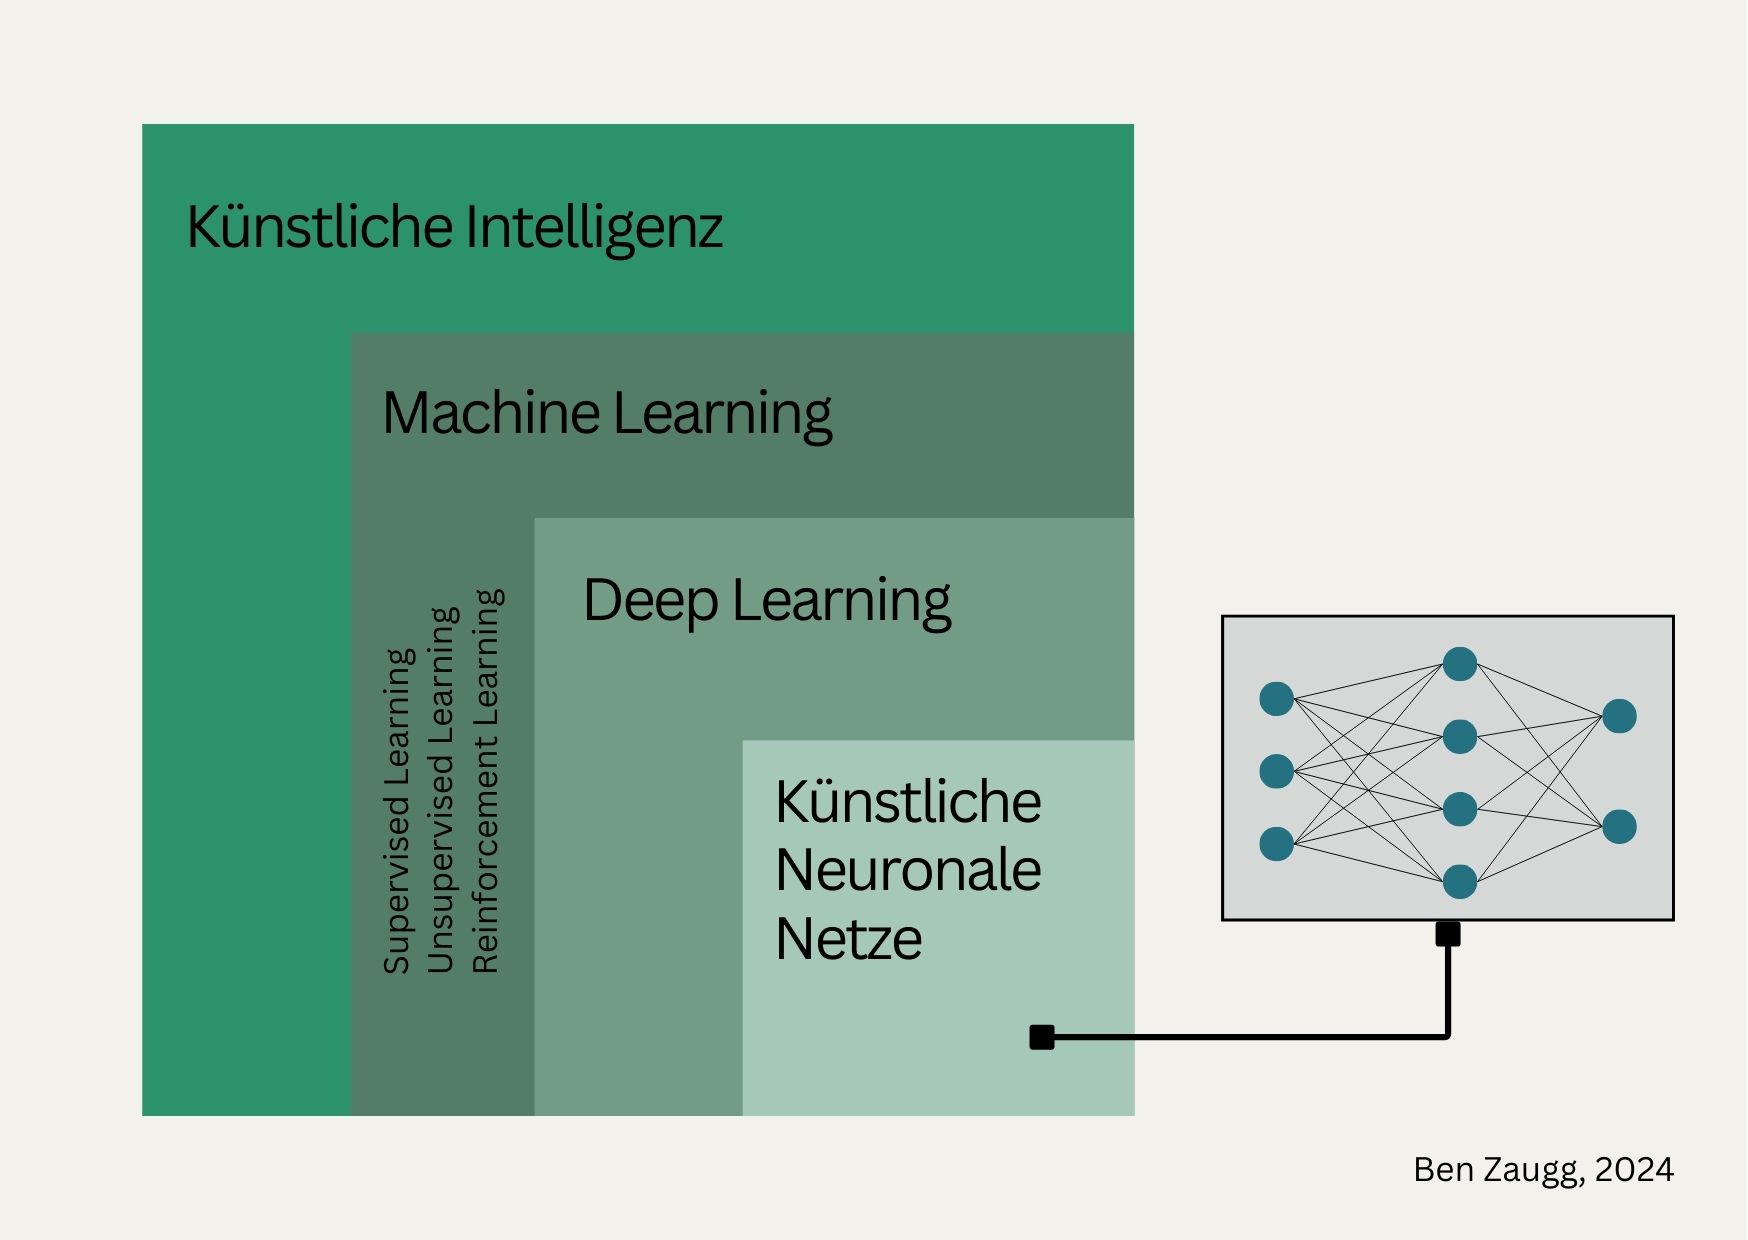 Künstliche Intelligenz
Machine Learning
Supervised Learning
Unsupervised Learning
Reinforcement Learning
Deep Learning
Künstliche
Neuronale
Netze
Ben Zaugg, 2024